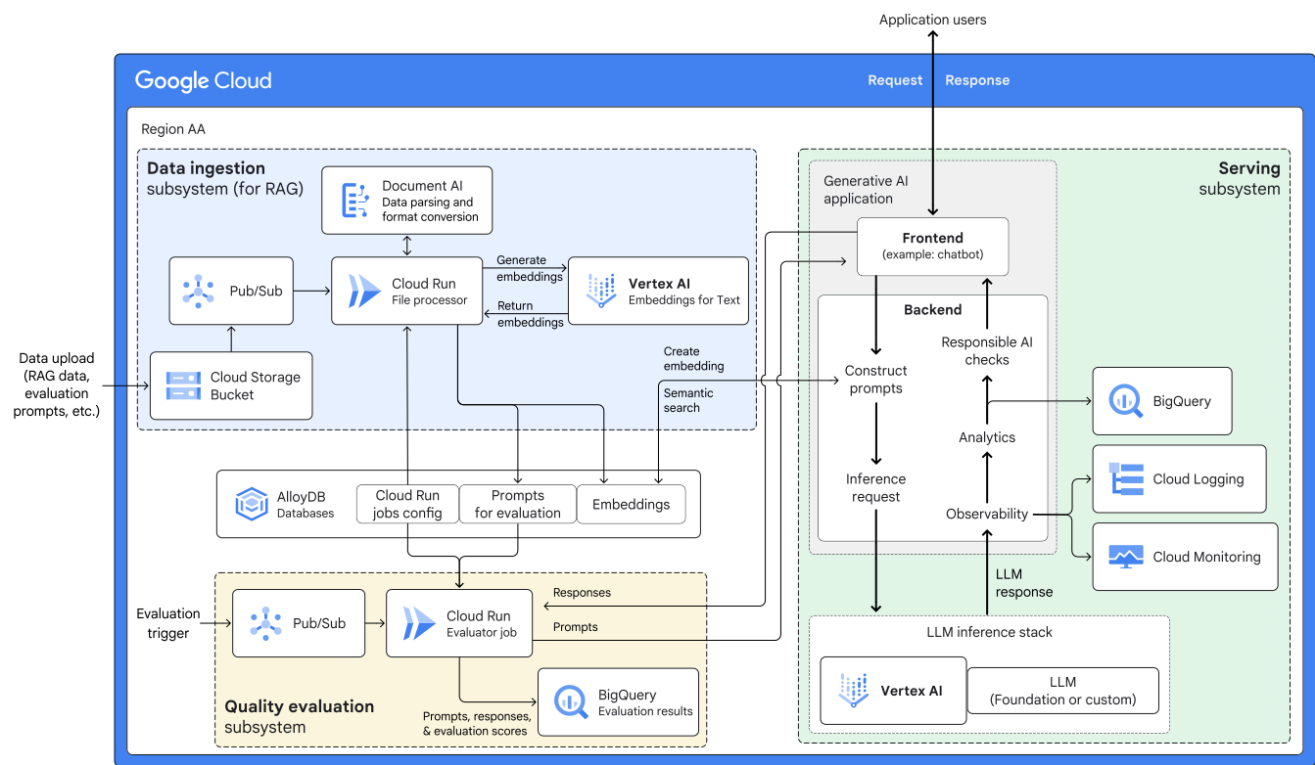 Application users
Google Cloud
Request
Response
Region AA
Data ingestion
subsystem (for RAG)
Document AI
Data parsing and
format conversion
Pub/Sub
Cloud Run
File processor
Generate
embeddings
Return
embeddings
Vertex AI
Embeddings for Text
Data upload
(RAG data,
evaluation
prompts, etc.)
Cloud Storage
Bucket
Create
embedding
Semantic
search
AlloyDB
Databases
Cloud Run
jobs config
Prompts
for evaluation
Embeddings
Evaluation
trigger
Pub/Sub
Cloud Run
Evaluator job
Responses
Prompts
Quality evaluation
subsystem
Prompts, responses,
& evaluation scores
BigQuery
Evaluation results
Serving
subsystem
Generative AI
application
Frontend
(example: chatbot)
Backend
Responsible AI
checks
Construct
prompts
Analytics
Inference
request
Observability
BigQuery
Cloud Logging
Cloud Monitoring
LLM
response
LLM inference stack
Vertex AI
LLM
(Foundation or custom)